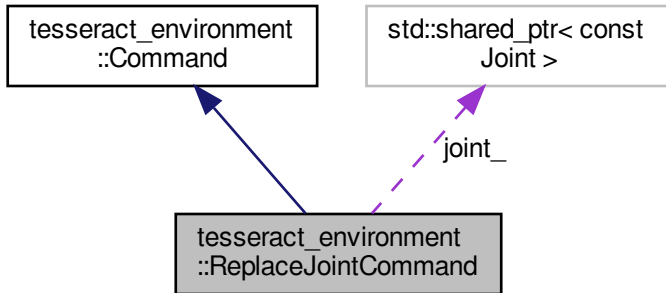 tesseract_environment
::Command
std::shared_ptr< const
Joint >
joint_
tesseract_environment
::ReplaceJointCommand